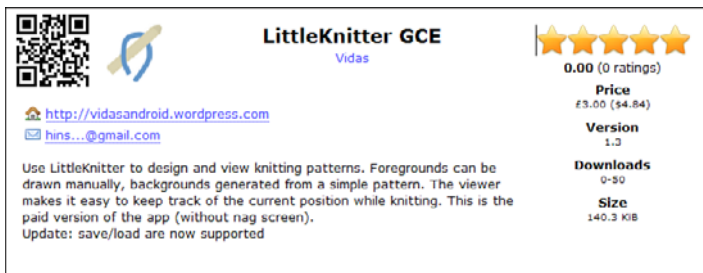 LittleKnitter GCE
Vidas
http://vidasandroid.wordpress.com
hins...@gmail.com
Use LittleKnitter to design and view knitting patterns. Foregrounds can be
drawn manually, backgrounds generated from a simple pattern. The viewer
makes it easy to keep track of the current position while knitting. This is the
paid version of the app (without nag screen).
Update: save/load are now supported
0.00 (0 ratings)
Price
£3.00 ($4.84)
Version
1.3
Downloads
0-50
Size
140.3 KiB